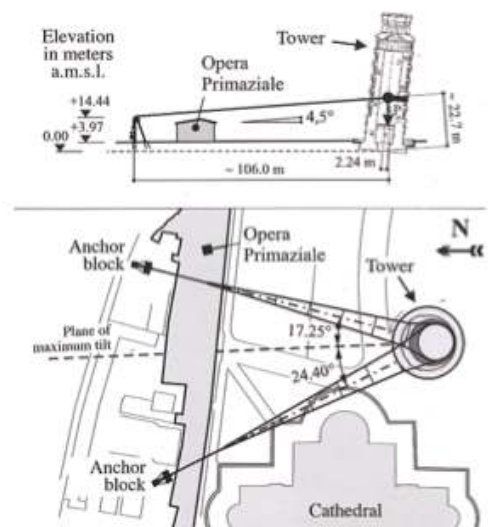 Elevation
in meters
a.m.s.l.
Tower
Opera
Primaziale
+14.44
+3.97
0.00
4,5°
~ 22.7 m
2.24 m
~ 106.0 m
Anchor
block
Opera
Primaziale
N
Tower
Plane of
maximum tilt
17.25°
24.40°
Anchor
block
Cathedral